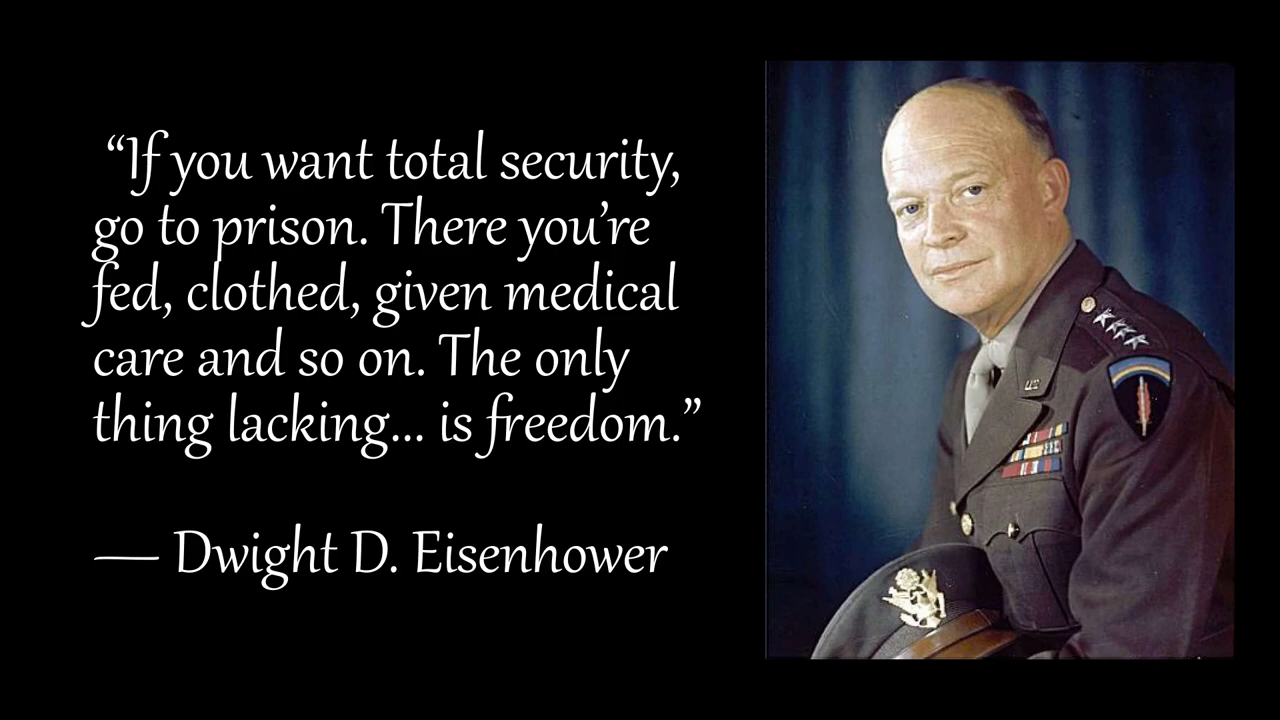 “If you want total security,
go to prison. There you’re
fed, clothed, given medical
care and so on. The only
thing lacking... is freedom.”
— Dwight D. Eisenhower